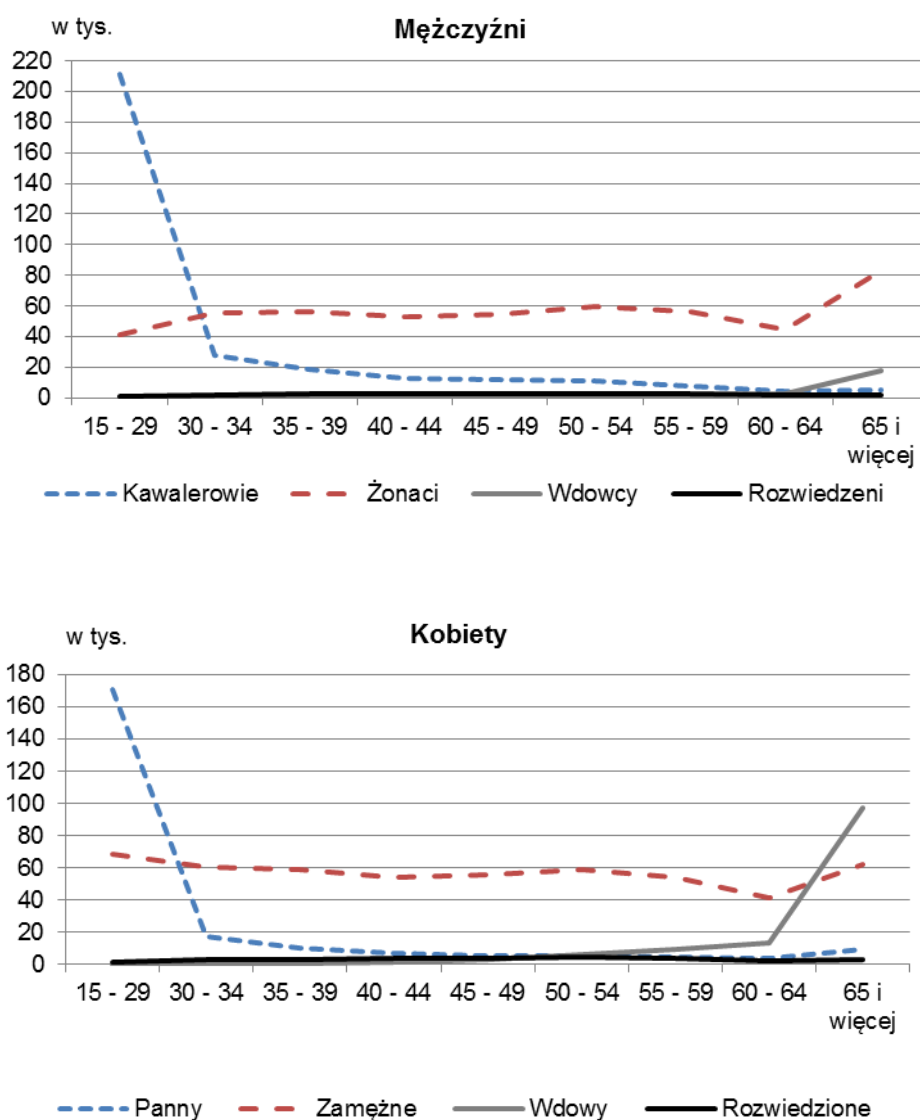 w tys.
Mężczyźni
220
200
180
160
140
120
100
80
60
40
20
0
15 - 29 30 - 34 35 - 39 40 - 44 45 - 49 50 - 54 55 - 59 60 - 64 65 i
więcej
Kawalerowie Żonaci Wdowcy Rozwiedzeni
w tys.
Kobiety
180
160
140
120
100
80
60
40
20
0
15 - 29 30 - 34 35 - 39 40 - 44 45 - 49 50 - 54 55 - 59 60 - 64 65 i
więcej
Panny Zamężne Wdowy Rozwiedzione